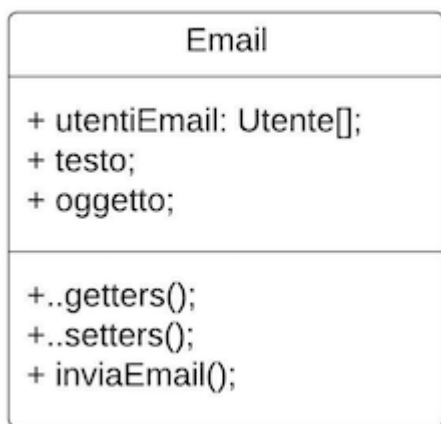 Email
+ utentiEmail: Utente[];
+ testo;
+ oggetto;
+..getters();
+..setters();
+ inviaEmail();